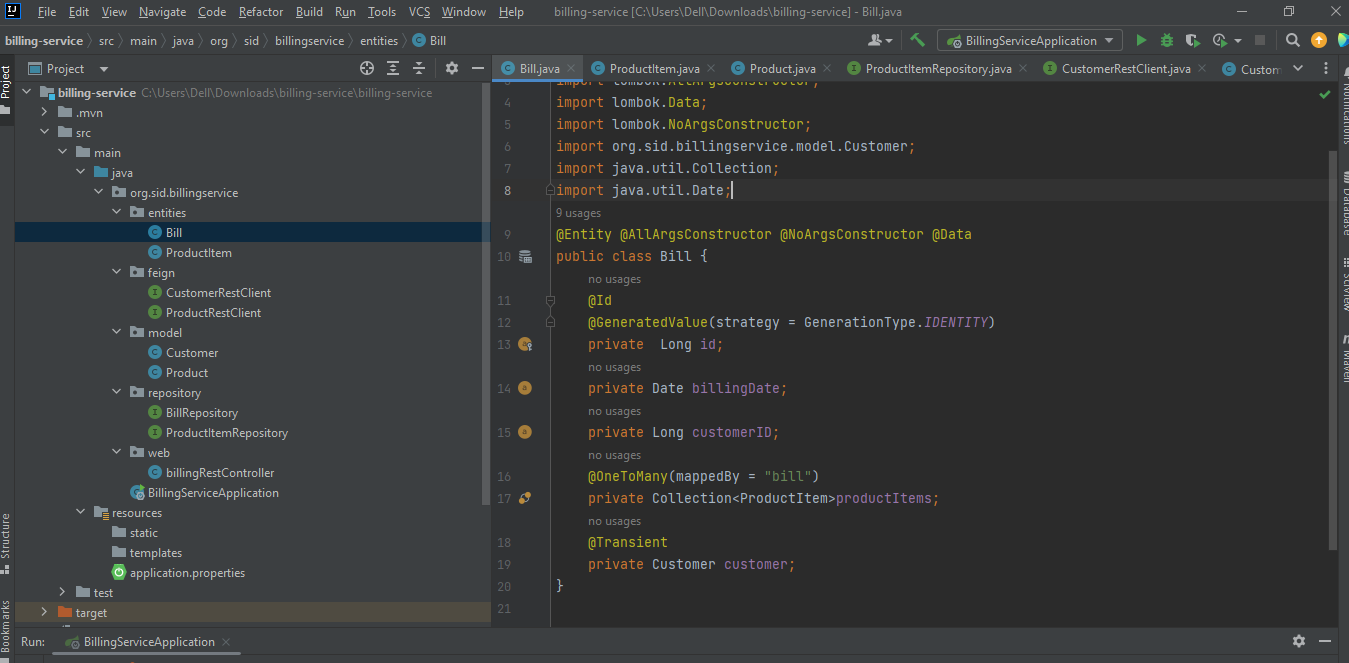 File Edit View Navigate Code Refactor Build Run Tools VCS Window Help billing-service [C:\Users\Dell\Downloads\billing-service] - Bill.java
billing-service src main java org sid billingservice entities Bill
BillingServiceApplication
Project
Bill.java ProductItem.java Product.java ProductItemRepository.java CustomerRestClient.java Custom
Project
billing-service C:\Users\Dell\Downloads\billing-service\billing-service
.mvn
src
main
java
org.sid.billingservice
entities
Bill
ProductItem
feign
CustomerRestClient
ProductRestClient
model
Customer
Product
repository
BillRepository
ProductItemRepository
web
billingRestController
BillingServiceApplication
resources
static
templates
application.properties
test
target
Structure
Bookmarks
import lombok.AllArgsConstructor;
4 import lombok.Data;
5 import lombok.NoArgsConstructor;
6 import org.sid.billingservice.model.Customer;
7 import java.util.Collection;
8 import java.util.Date;
9 usages
9 @Entity @AllArgsConstructor @NoArgsConstructor @Data
10 public class Bill {
no usages
11 @Id
12 @GeneratedValue(strategy = GenerationType.IDENTITY)
13 private  Long id;
no usages
14 private Date billingDate;
no usages
15 private Long customerID;
no usages
16 @OneToMany(mappedBy = "bill")
17 private Collection<ProductItem>productItems;
no usages
18 @Transient
19 private Customer customer;
20 }
21
Notifications
Database
SciView
Maven
Run: BillingServiceApplication